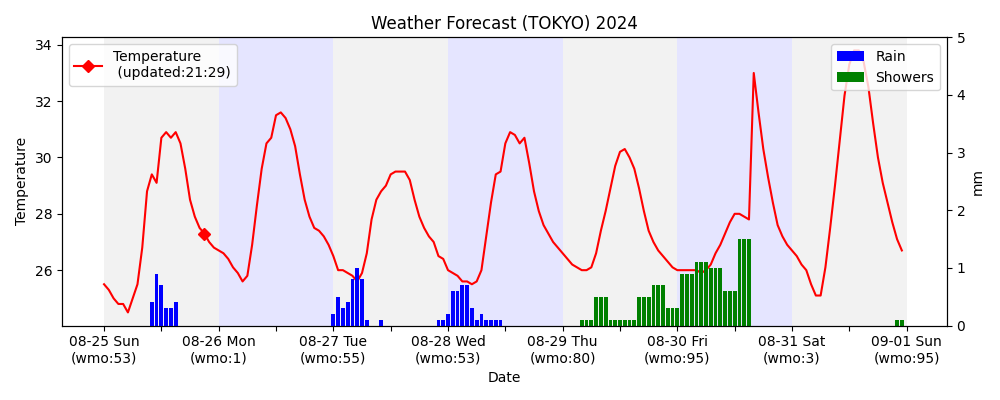 Weather Forecast (TOKYO) 2024
Temperature
(updated:21:29)
Rain
Showers
34
32
30
28
26
Temperature
5
4
3
2
1
0
mm
08-25 Sun
(wmo:53)
08-26 Mon
(wmo:1)
08-27 Tue
(wmo:55)
08-28 Wed
(wmo:53)
08-29 Thu
(wmo:80)
08-30 Fri
(wmo:95)
08-31 Sat
(wmo:3)
09-01 Sun
(wmo:95)
Date